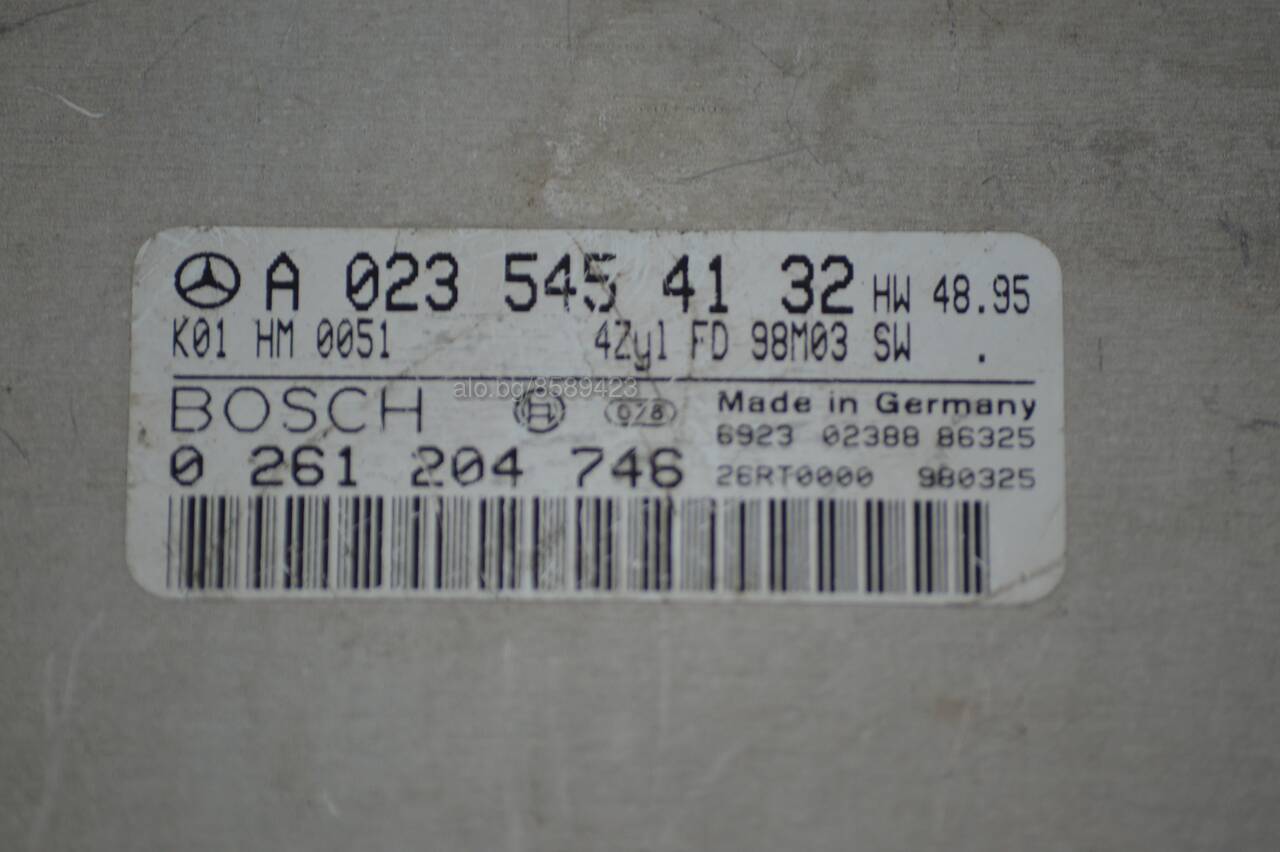 A 023 545 41 32 HW 48.95
K01 HM 0051 4Zyl FD 98M03 SW .
alo.bg/8589423
BOSCH 028 Made in Germany
6923 02388 86325
0 261 204 746 26RT0000 980325